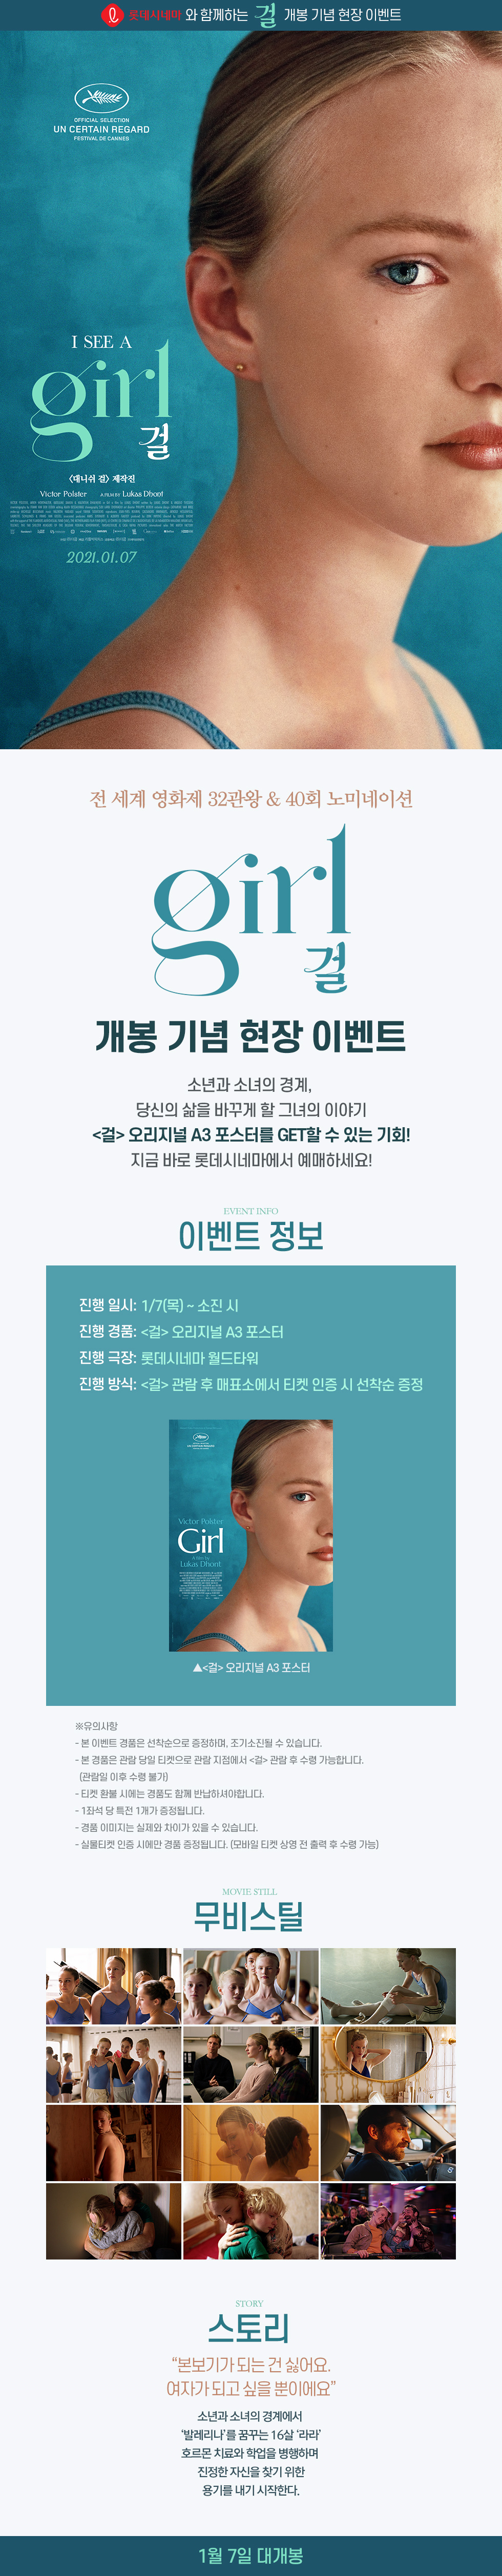 롯데시네마 와 함께하는 걸 개봉 기념 현장 이벤트
OFFICIAL SELECTION
UN CERTAIN REGARD
FESTIVAL DE CANNES
I SEE A
girl
걸
<대니쉬 걸> 제작진
Victor Polster A FILM BY Lukas Dhont
2021.01.07
전 세계 영화제 32관왕 & 40회 노미네이션
girl
걸
개봉 기념 현장 이벤트
소년과 소녀의 경계,
당신의 삶을 바꾸게 할 그녀의 이야기
<걸> 오리지널 A3 포스터를 GET할 수 있는 기회!
지금 바로 롯데시네마에서 예매하세요!
EVENT INFO
이벤트 정보
진행 일시: 1/7(목) ~ 소진 시
진행 경품: <걸> 오리지널 A3 포스터
진행 극장: 롯데시네마 월드타워
진행 방식: <걸> 관람 후 매표소에서 티켓 인증 시 선착순 증정
Victor Polster
Girl
A film by
Lukas Dhont
▲<걸> 오리지널 A3 포스터
※유의사항
- 본 이벤트 경품은 선착순으로 증정하며, 조기소진될 수 있습니다.
- 본 경품은 관람 당일 티켓으로 관람 지점에서 <걸> 관람 후 수령 가능합니다.
(관람일 이후 수령 불가)
- 티켓 환불 시에는 경품도 함께 반납하셔야합니다.
- 1좌석 당 특전 1개가 증정됩니다.
- 경품 이미지는 실제와 차이가 있을 수 있습니다.
- 실물티켓 인증 시에만 경품 증정됩니다. (모바일 티켓 상영 전 출력 후 수령 가능)
MOVIE STILL
무비스틸
STORY
스토리
“본보기가 되는 건 싫어요.
여자가 되고 싶을 뿐이에요”
소년과 소녀의 경계에서
‘발레리나’를 꿈꾸는 16살 ‘라라’
호르몬 치료와 학업을 병행하며
진정한 자신을 찾기 위한
용기를 내기 시작한다.
1월 7일 대개봉